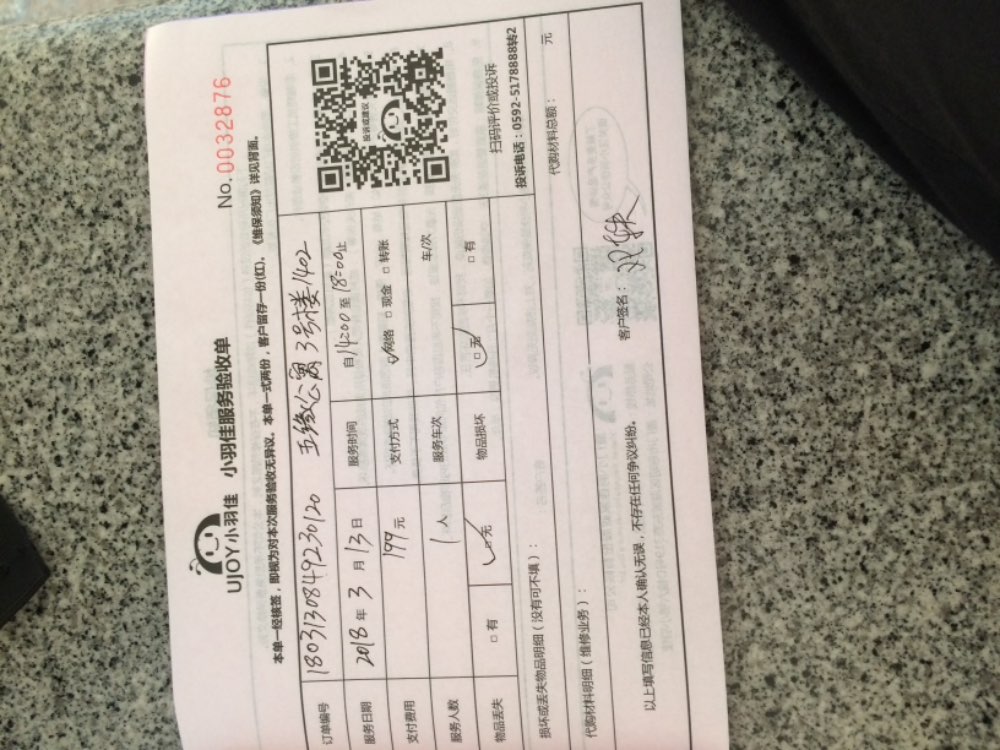 No. 0032876
UJOY小羽佳 小羽佳服务验收单
本单一经核签，即视为对本次服务验收无异议。本单一式两份，客户留存一份(红)。《维保须知》详见背面。
订单编号 180313084923012O 五缘公寓3号楼1402
服务日期 2018年3月13日 服务时间 自14:00至18:00止
支付费用 199元 支付方式 网络 现金 转账
服务人数 1人 服务车次 车/次
物品丢失 有 无 物品损坏 无 有
投诉或建议
扫码评价或投诉
投诉电话：0592-5178888转2
损坏或丢失物品明细（没有可不填）：
代购材料明细（维修业务）： 代购材料总额： 元
以上填写信息已经本人确认无误，不存在任何争议纠纷。 客户签名：